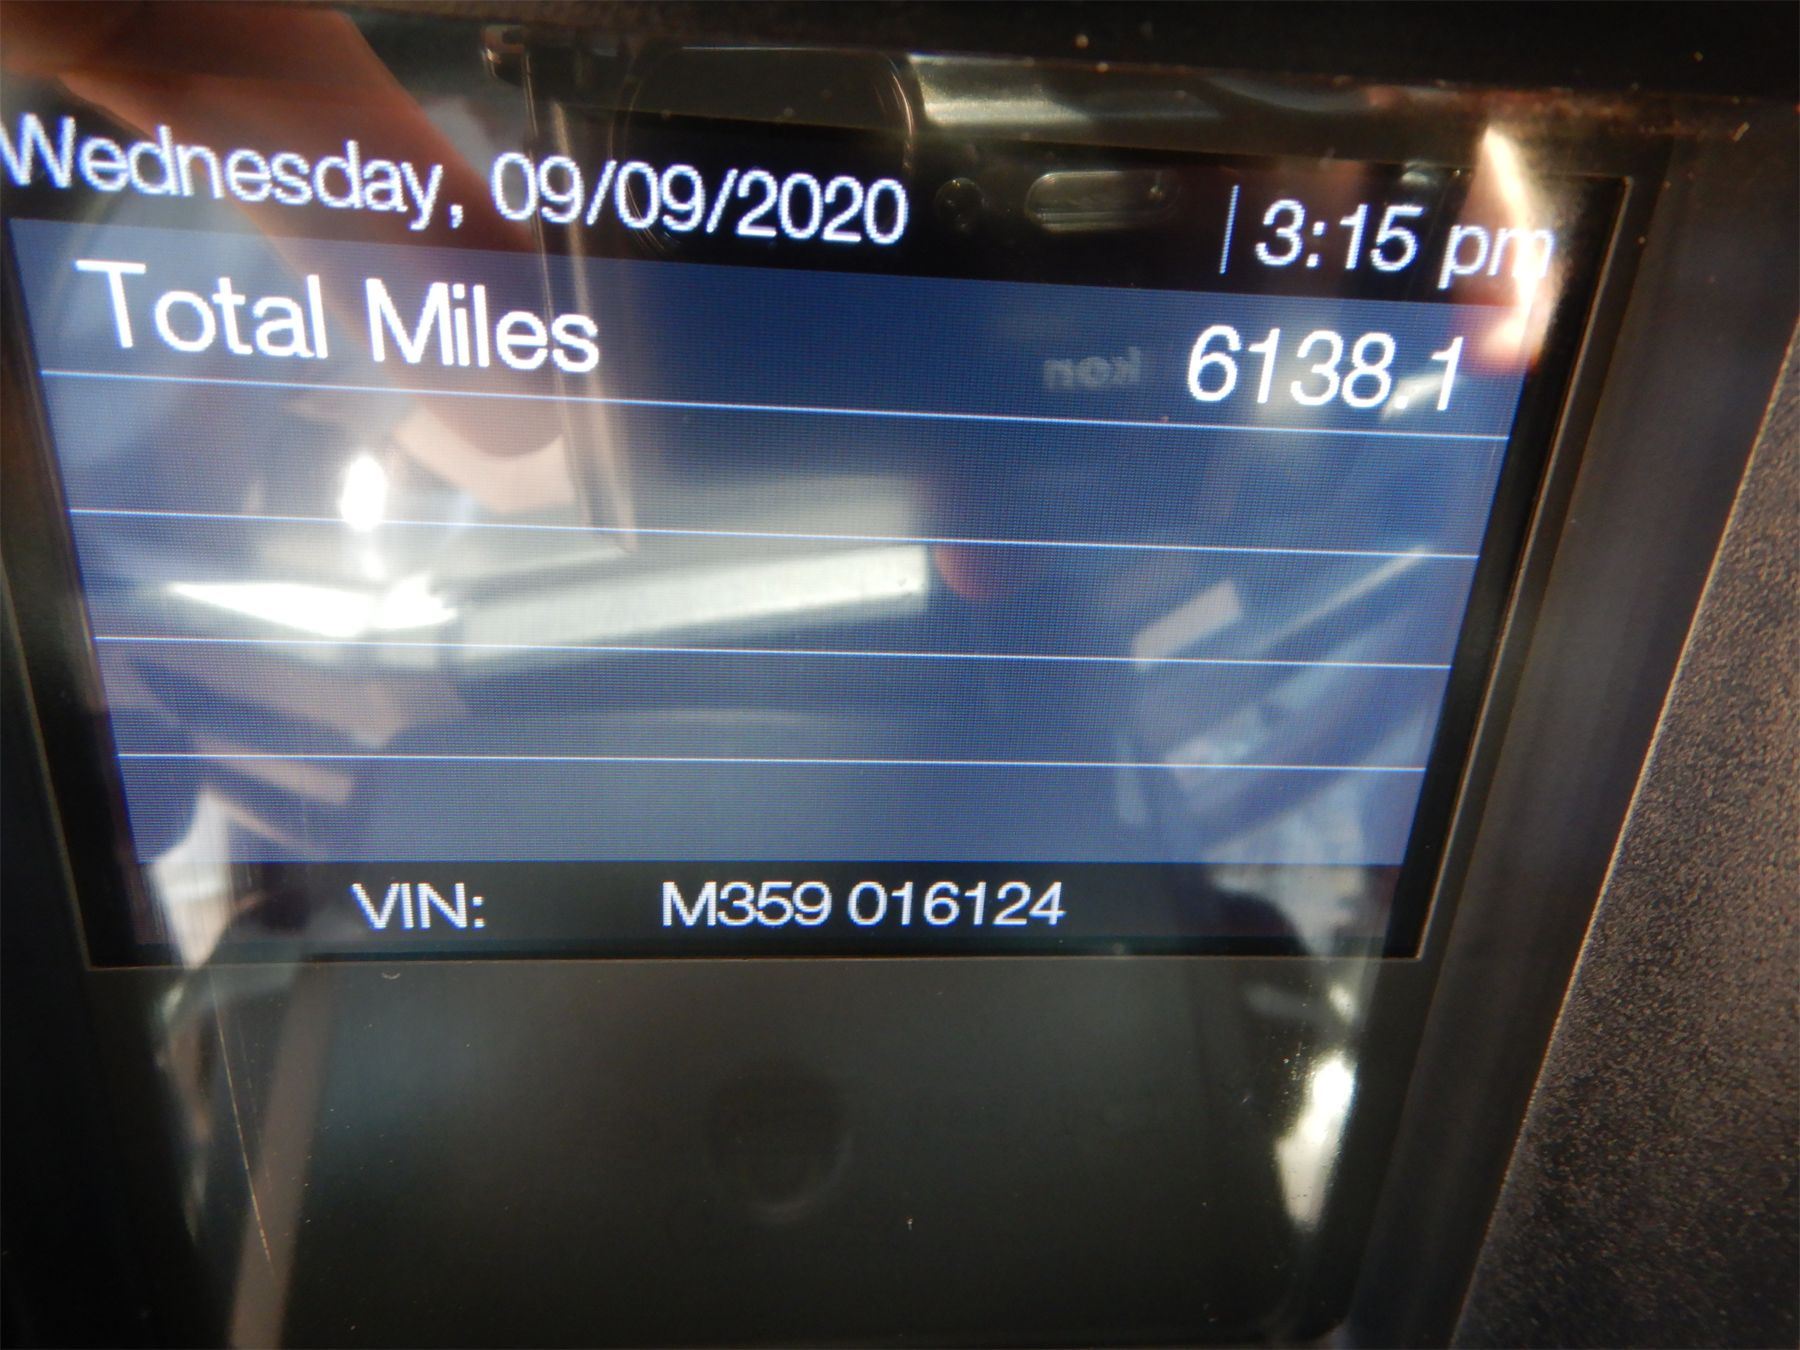 Wednesday, 09/09/2020 3:15 pm
Total Miles 6138.1
VIN: M359 016124